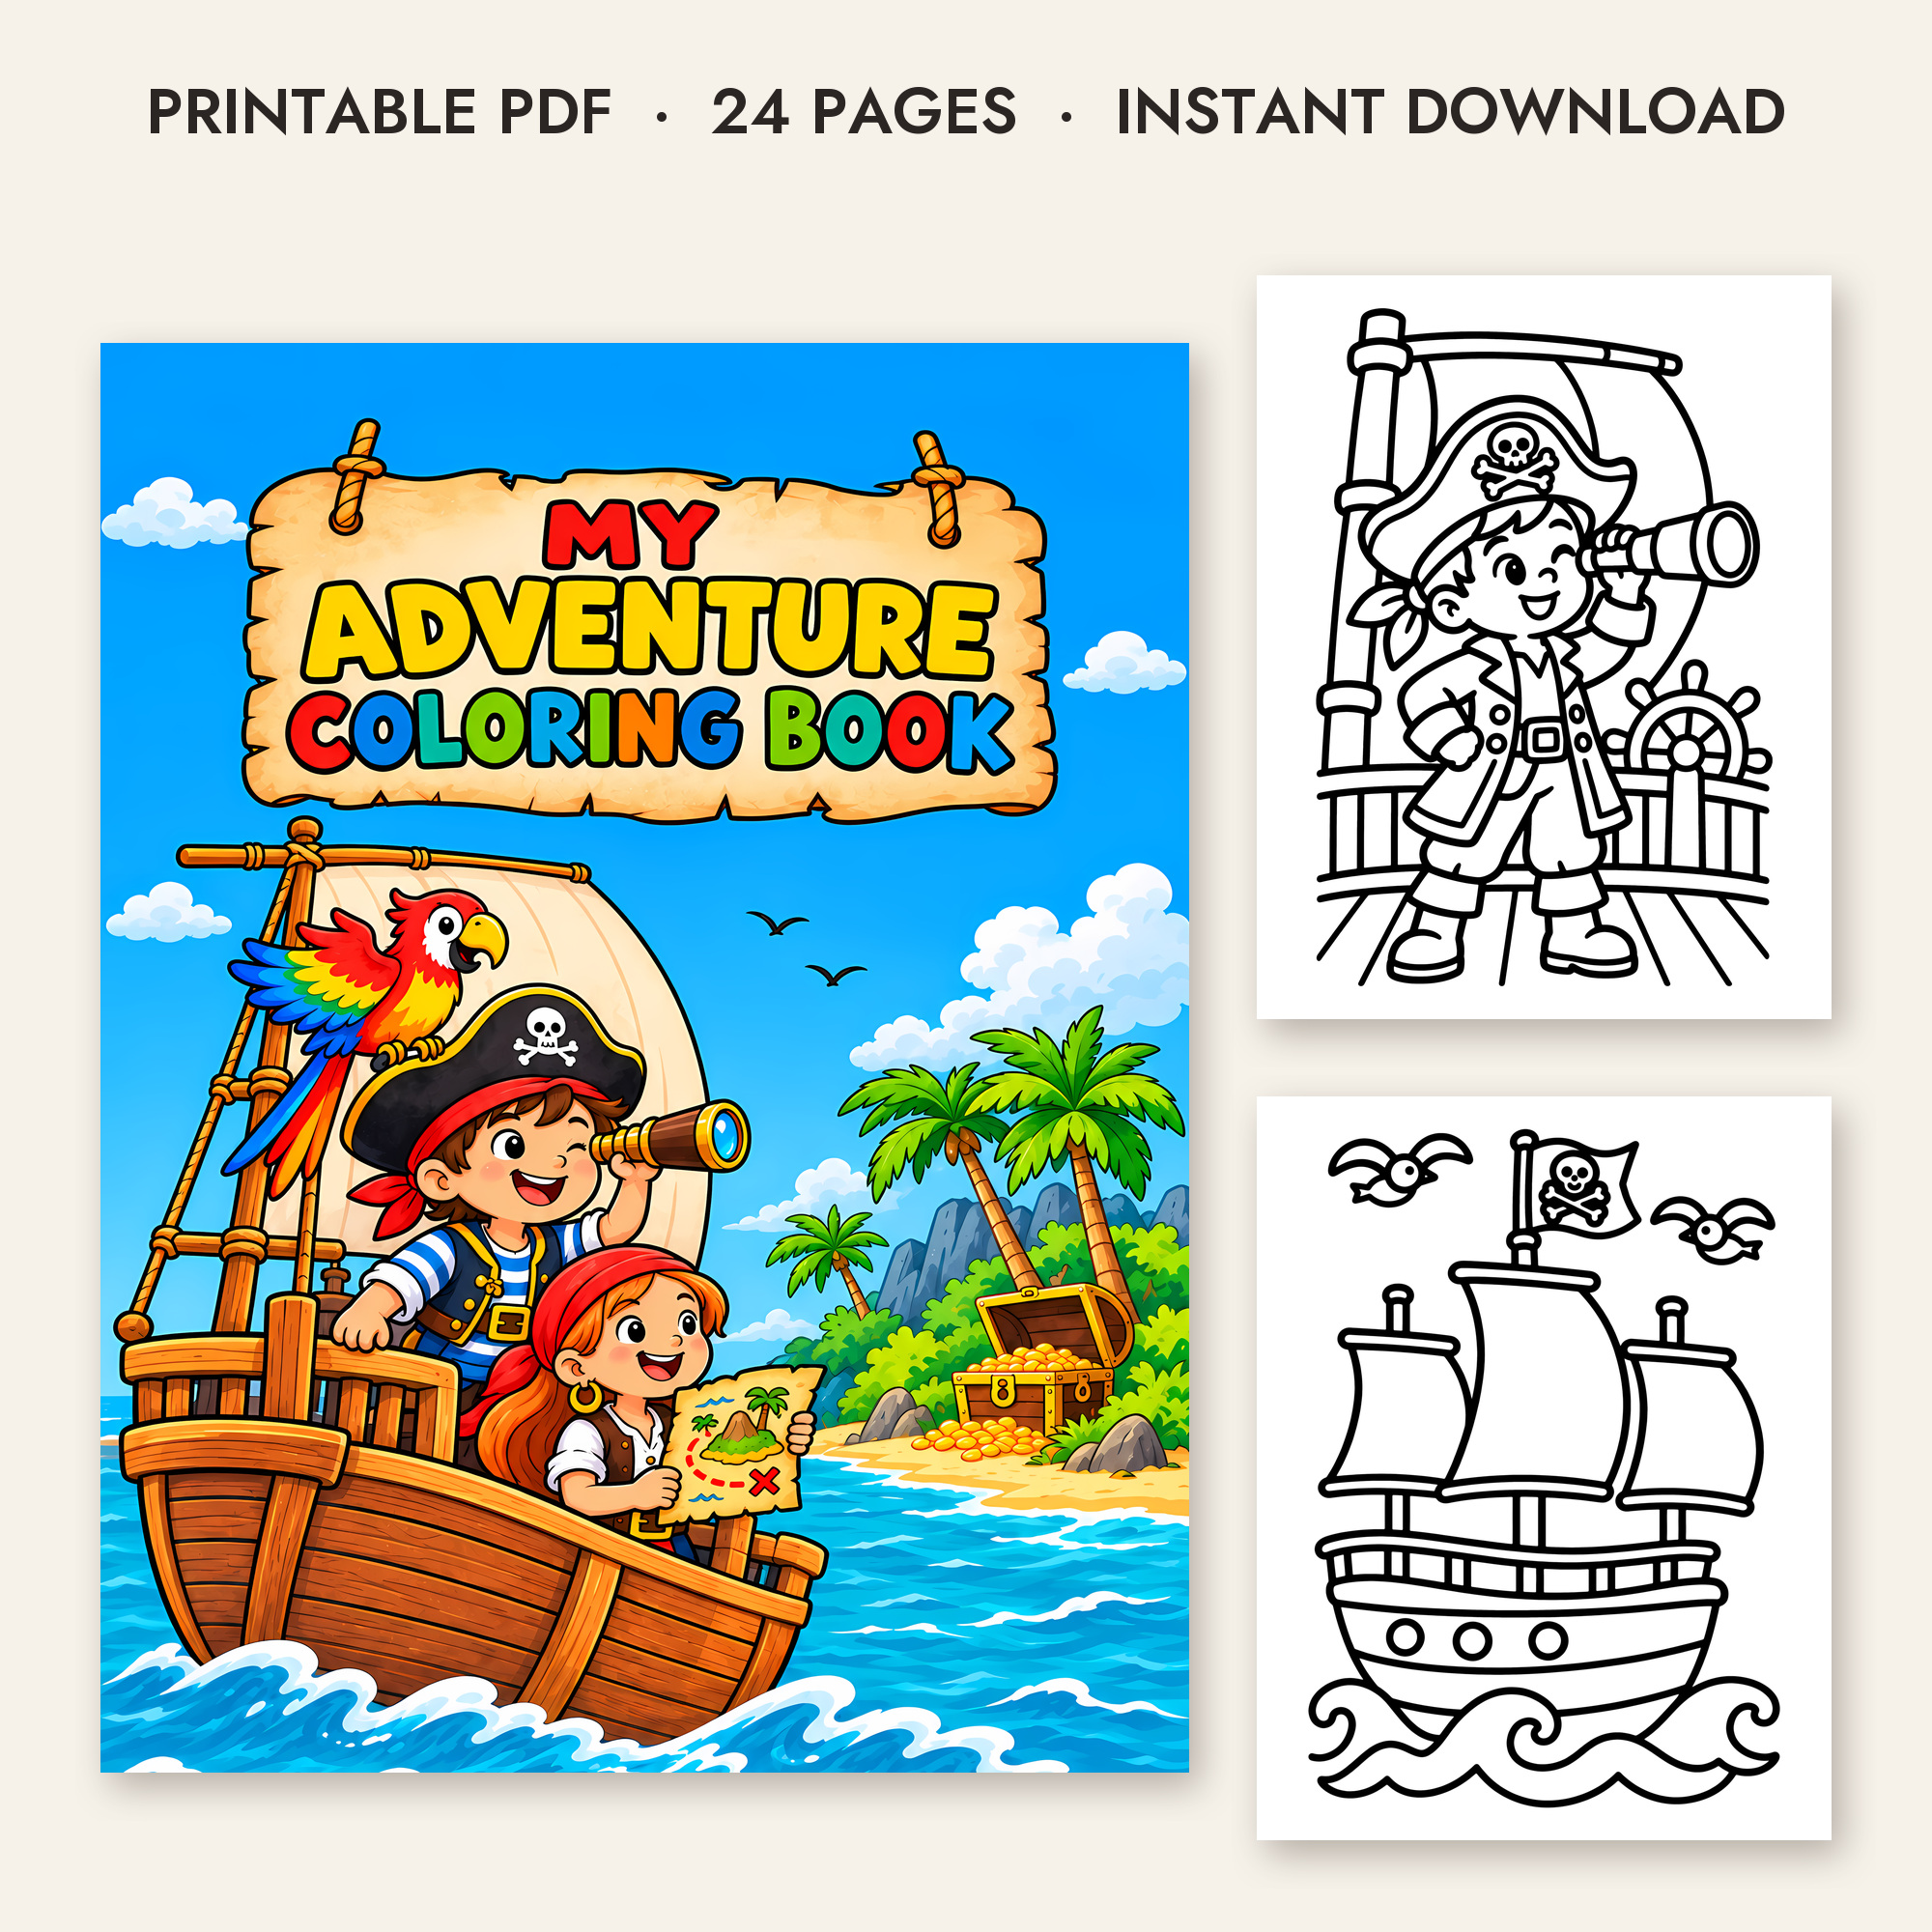 PRINTABLE PDF · 24 PAGES · INSTANT DOWNLOAD
MY
ADVENTURE
COLORING BOOK